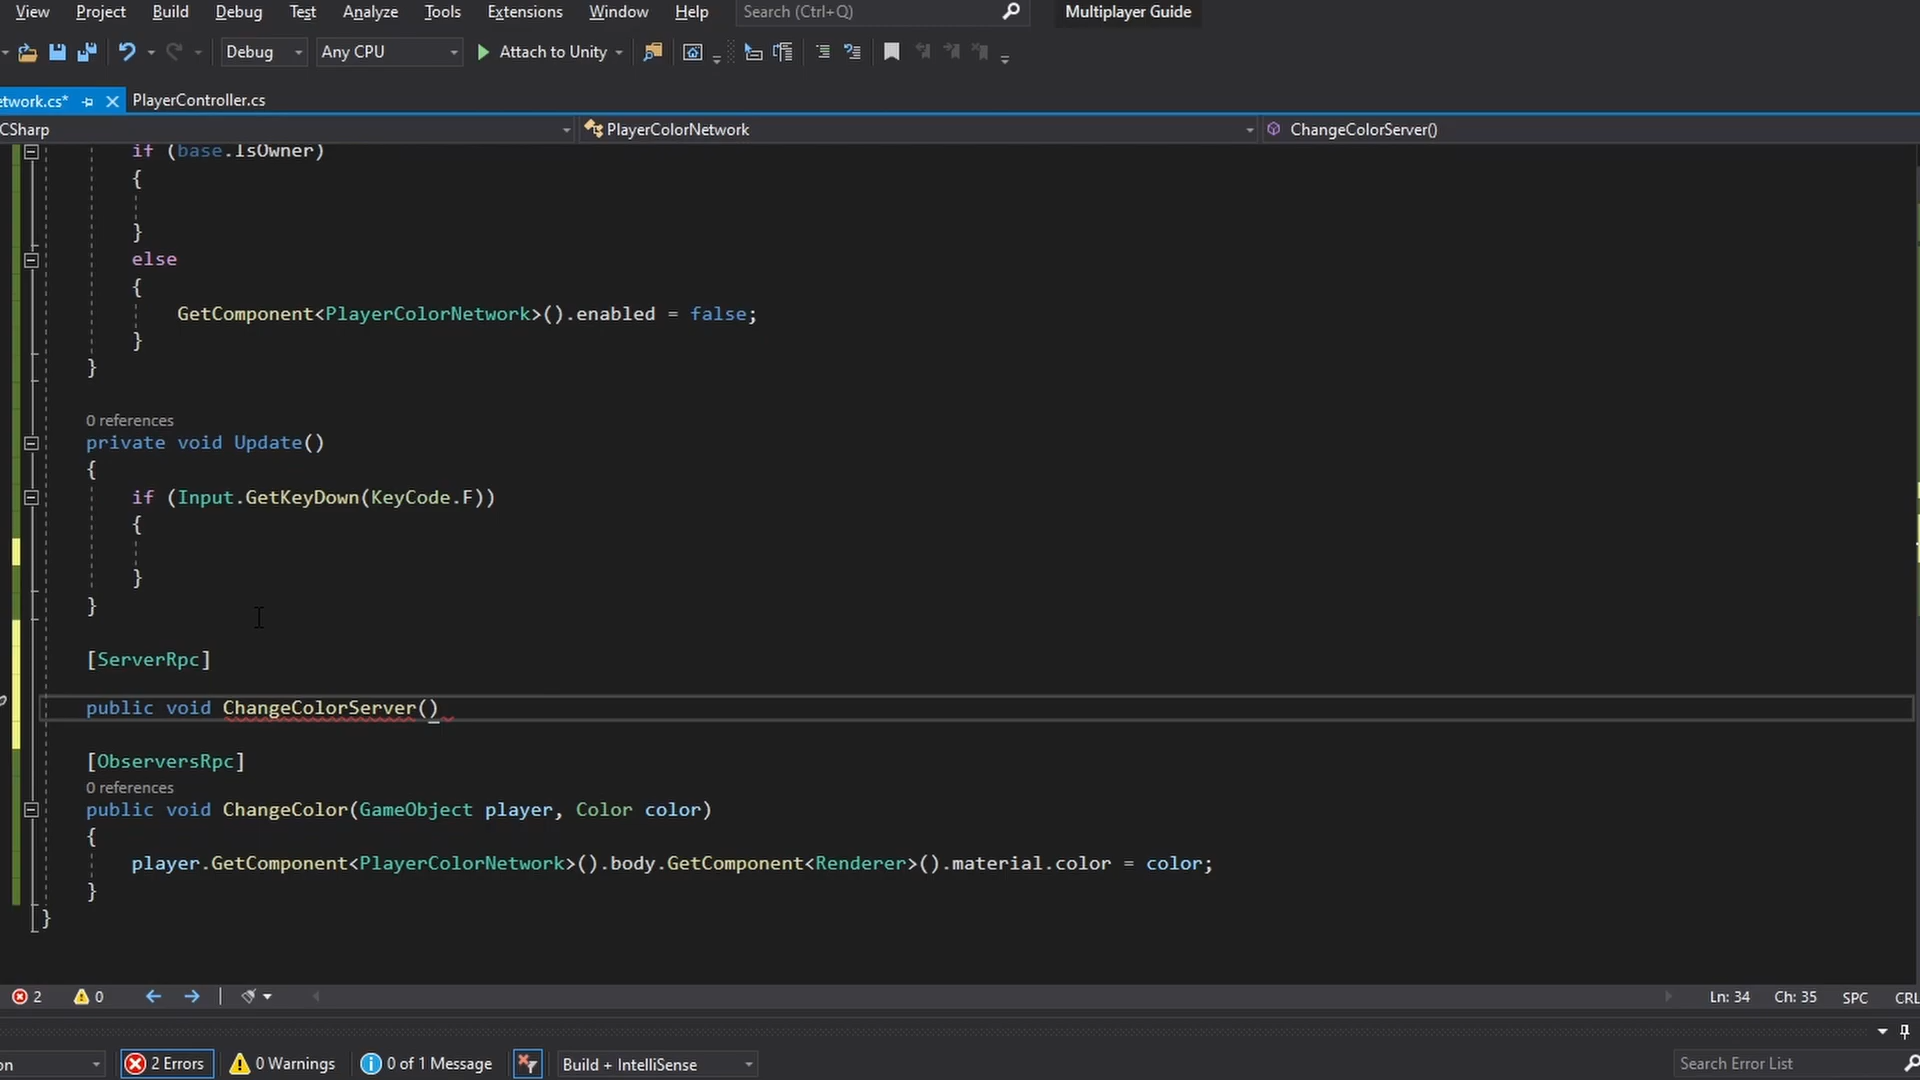 View Project Build Debug Test Analyze Tools Extensions Window Help Search (Ctrl+Q) Multiplayer Guide
Debug Any CPU Attach to Unity
etwork.cs* PlayerController.cs
CSharp PlayerColorNetwork ChangeColorServer()
if (base.IsOwner)
{
}
else
{
GetComponent<PlayerColorNetwork>().enabled = false;
}
}
0 references
private void Update()
{
if (Input.GetKeyDown(KeyCode.F))
{
}
}
[ServerRpc]
public void ChangeColorServer()
[ObserversRpc]
0 references
public void ChangeColor(GameObject player, Color color)
{
player.GetComponent<PlayerColorNetwork>().body.GetComponent<Renderer>().material.color = color;
}
}
2 0 Ln: 34 Ch: 35 SPC CRL
on 2 Errors 0 Warnings 0 of 1 Message Build + IntelliSense Search Error List